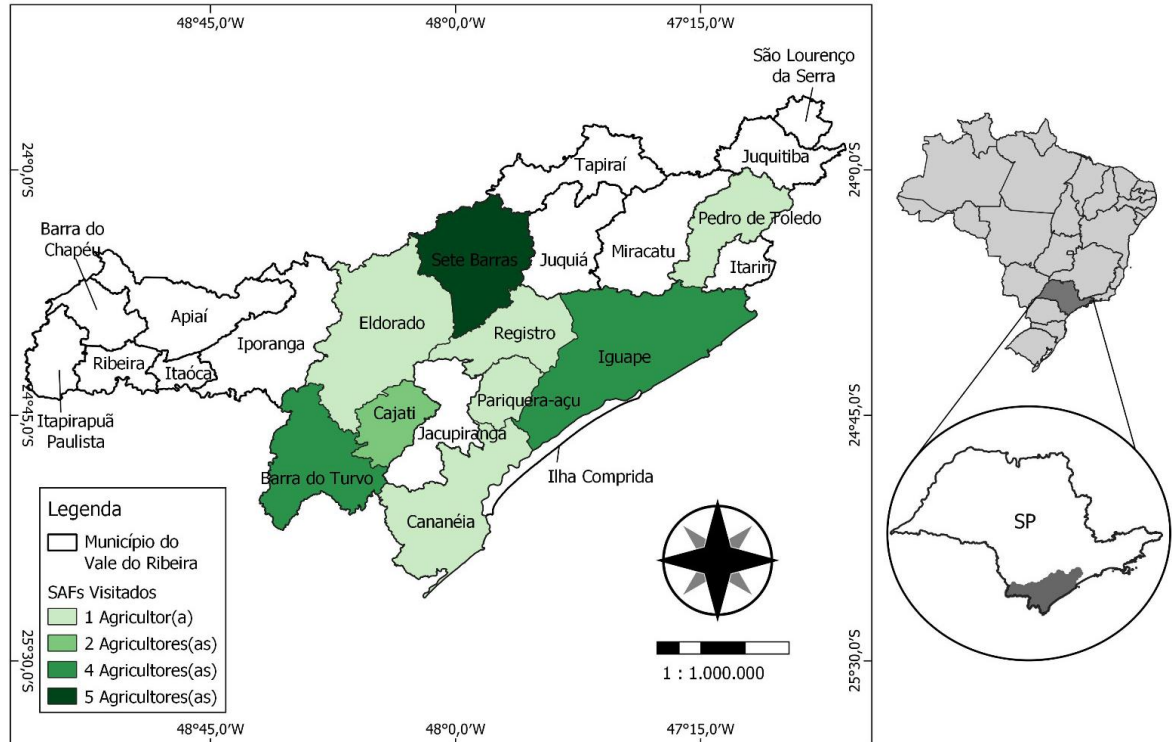 48°45,0'W
48°0,0'W
47°15,0'W
São Lourenço
da Serra
24°0,0'S
24°0,0'S
Tapiraí
Juquitiba
Barra do
Chapéu
Pedro de Toledo
Sete Barras
Juquiá
Miracatu
Itariri
Apiaí
Eldorado
Registro
Iporanga
Iguape
Ribeira
Itaóca
Pariquera-açu
Cajati
24°45,0'S
24°45,0'S
Itapirapuã
Paulista
Jacupiranga
Barra do Turvo
Ilha Comprida
Cananéia
Legenda
Município do
Vale do Ribeira
SAFs Visitados
1 Agricultor(a)
2 Agricultores(as)
4 Agricultores(as)
5 Agricultores(as)
1 : 1.000.000
25°30,0'S
25°30,0'S
48°45,0'W
48°0,0'W
47°15,0'W
SP